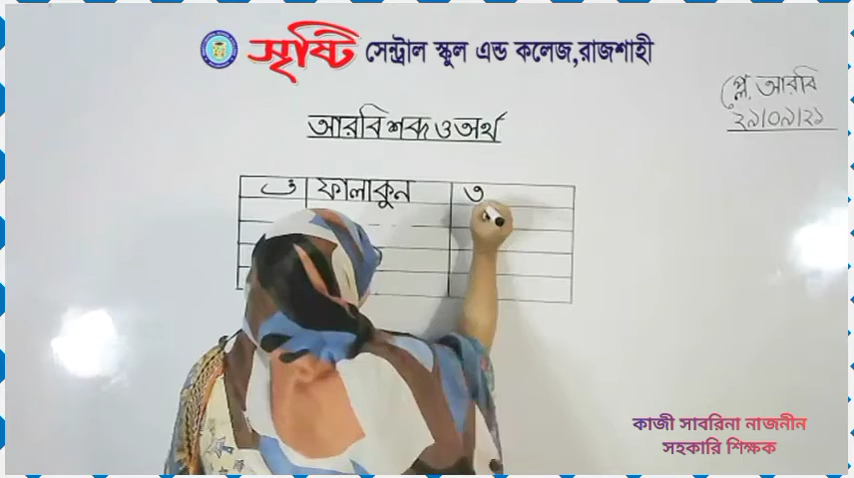 সৃষ্টি সেন্ট্রাল স্কুল এন্ড কলেজ,রাজশাহী
প্লে, আরবি
২৯/০৯/২১
আরবি শব্দ ও অর্থ
ف ফালাকুন
কাজী সাবরিনা নাজনীন
সহকারি শিক্ষক